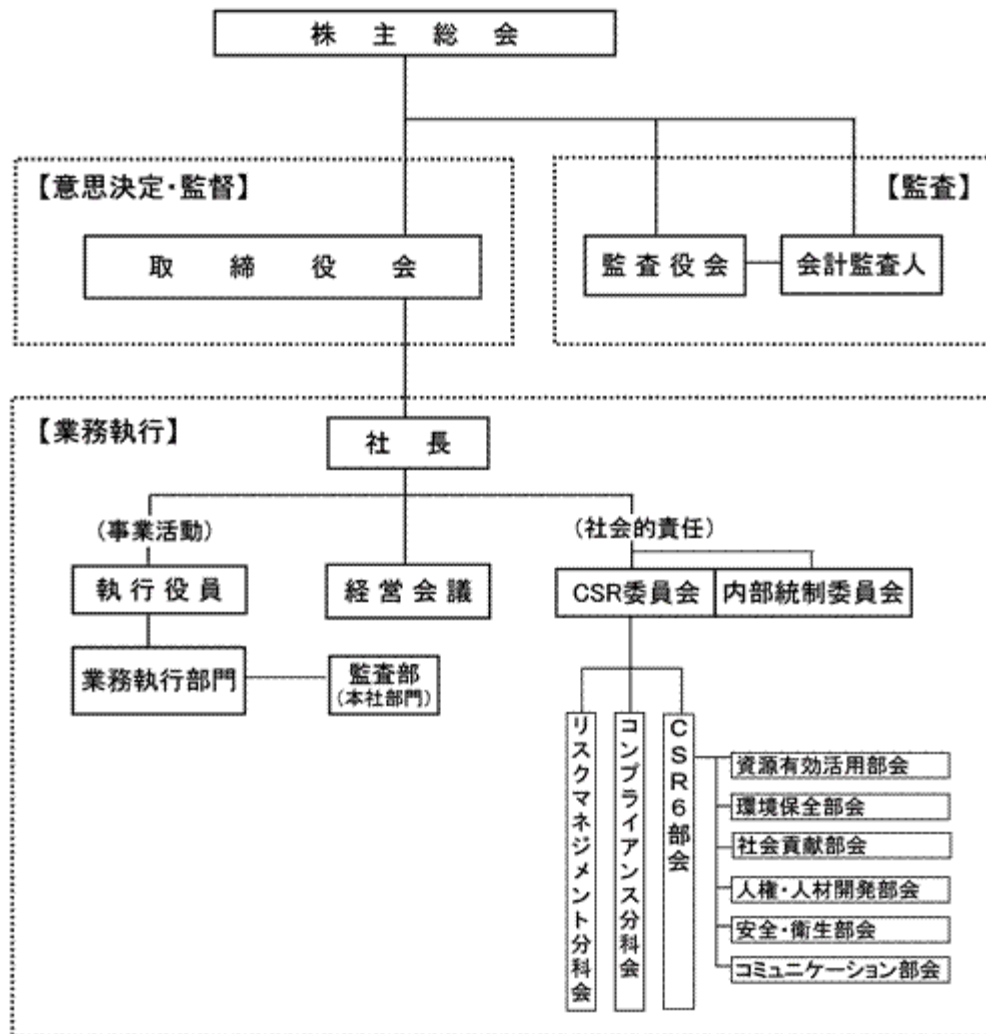 株主総会
【意思決定・監督】
【監査】
取締役会
監査役会
会計監査人
【業務執行】
社長
(事業活動)
(社会的責任)
執行役員
経営会議
CSR委員会
内部統制委員会
業務執行部門
監査部
(本社部門)
リスクマネジメント分科会
コンプライアンス分科会
CSR6部会
資源有効活用部会
環境保全部会
社会貢献部会
人権・人材開発部会
安全・衛生部会
コミュニケーション部会